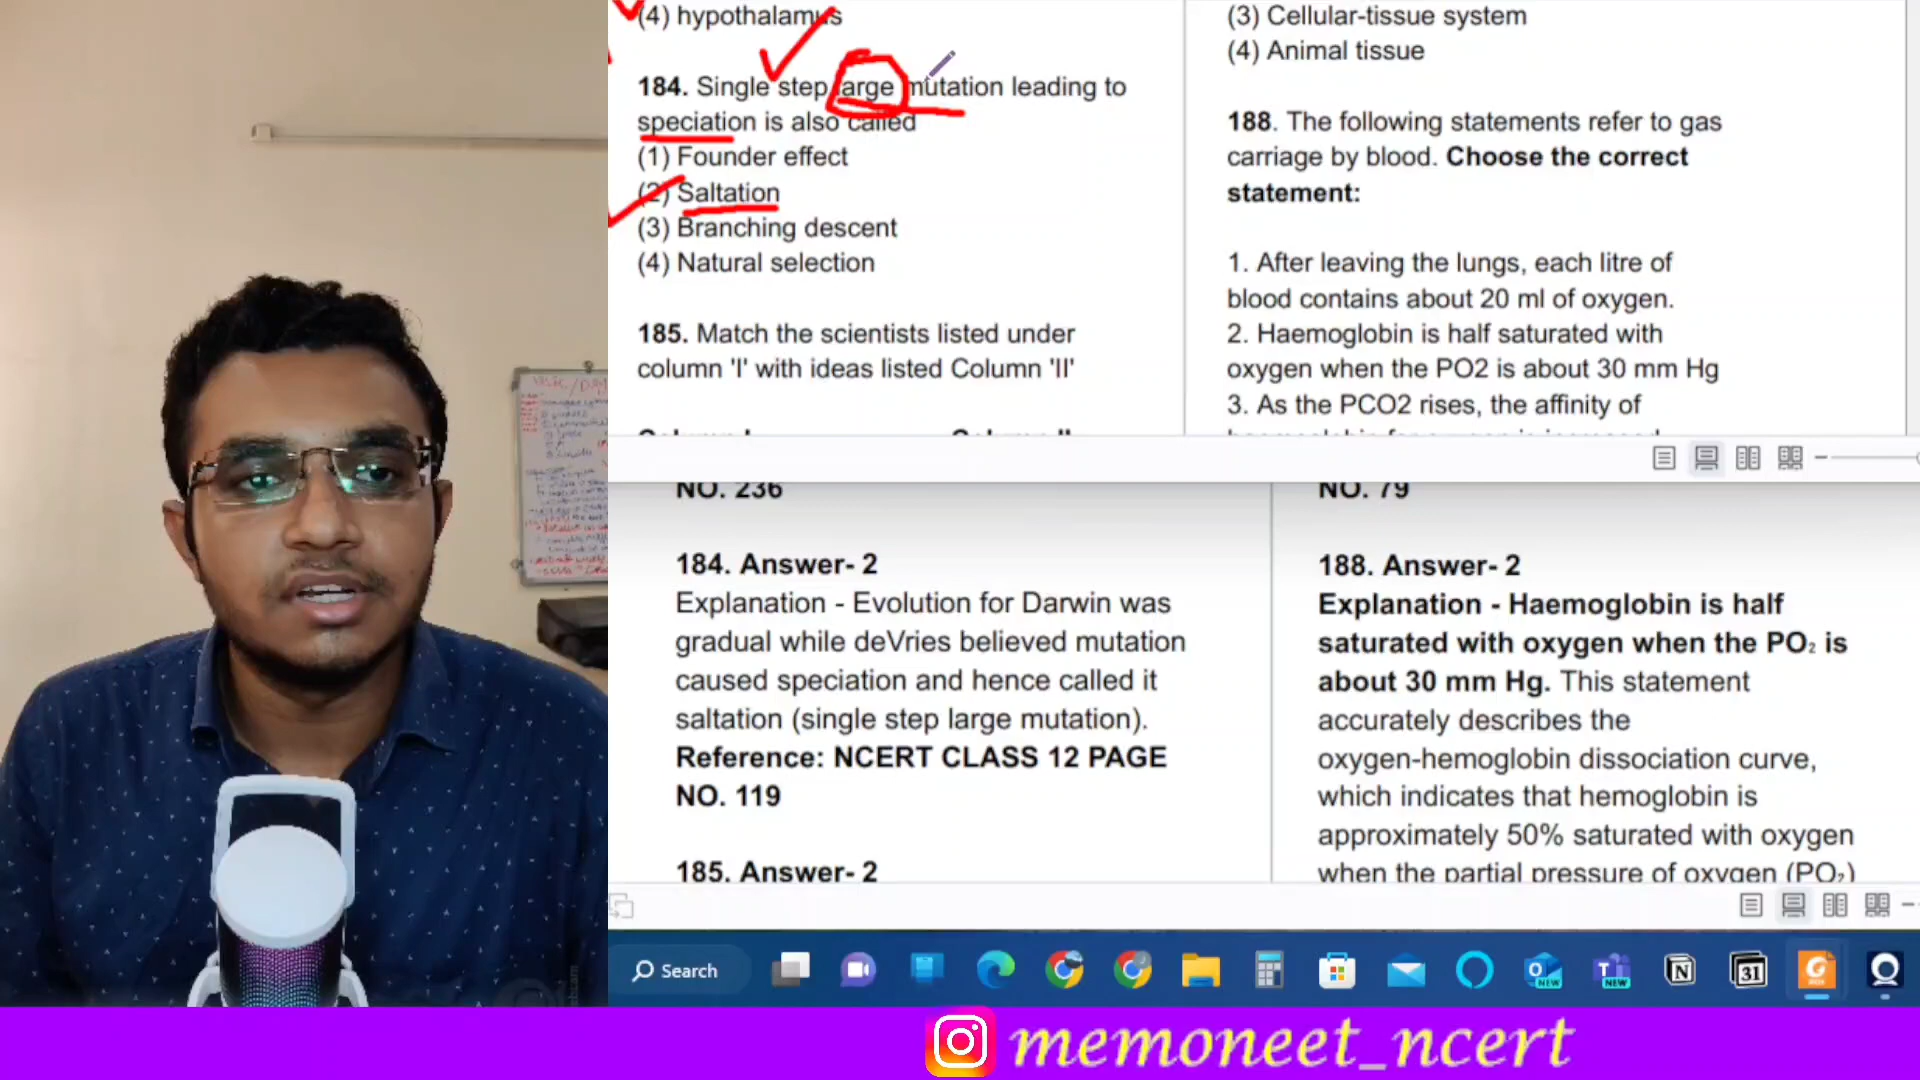 (4) hypothalamus
184. Single step large mutation leading to
speciation is also called
(1) Founder effect
(2) Saltation
(3) Branching descent
(4) Natural selection
185. Match the scientists listed under
column 'I' with ideas listed Column 'II'
(3) Cellular-tissue system
(4) Animal tissue
188. The following statements refer to gas
carriage by blood. Choose the correct
statement:
1. After leaving the lungs, each litre of
blood contains about 20 ml of oxygen.
2. Haemoglobin is half saturated with
oxygen when the PO2 is about 30 mm Hg
3. As the PCO2 rises, the affinity of
NO. 236
184. Answer- 2
Explanation - Evolution for Darwin was
gradual while deVries believed mutation
caused speciation and hence called it
saltation (single step large mutation).
Reference: NCERT CLASS 12 PAGE
NO. 119
185. Answer- 2
NO. 79
188. Answer- 2
Explanation - Haemoglobin is half
saturated with oxygen when the PO₂ is
about 30 mm Hg. This statement
accurately describes the
oxygen-hemoglobin dissociation curve,
which indicates that hemoglobin is
approximately 50% saturated with oxygen
when the partial pressure of oxygen (PO₂)
Search
31
memoneet_ncert